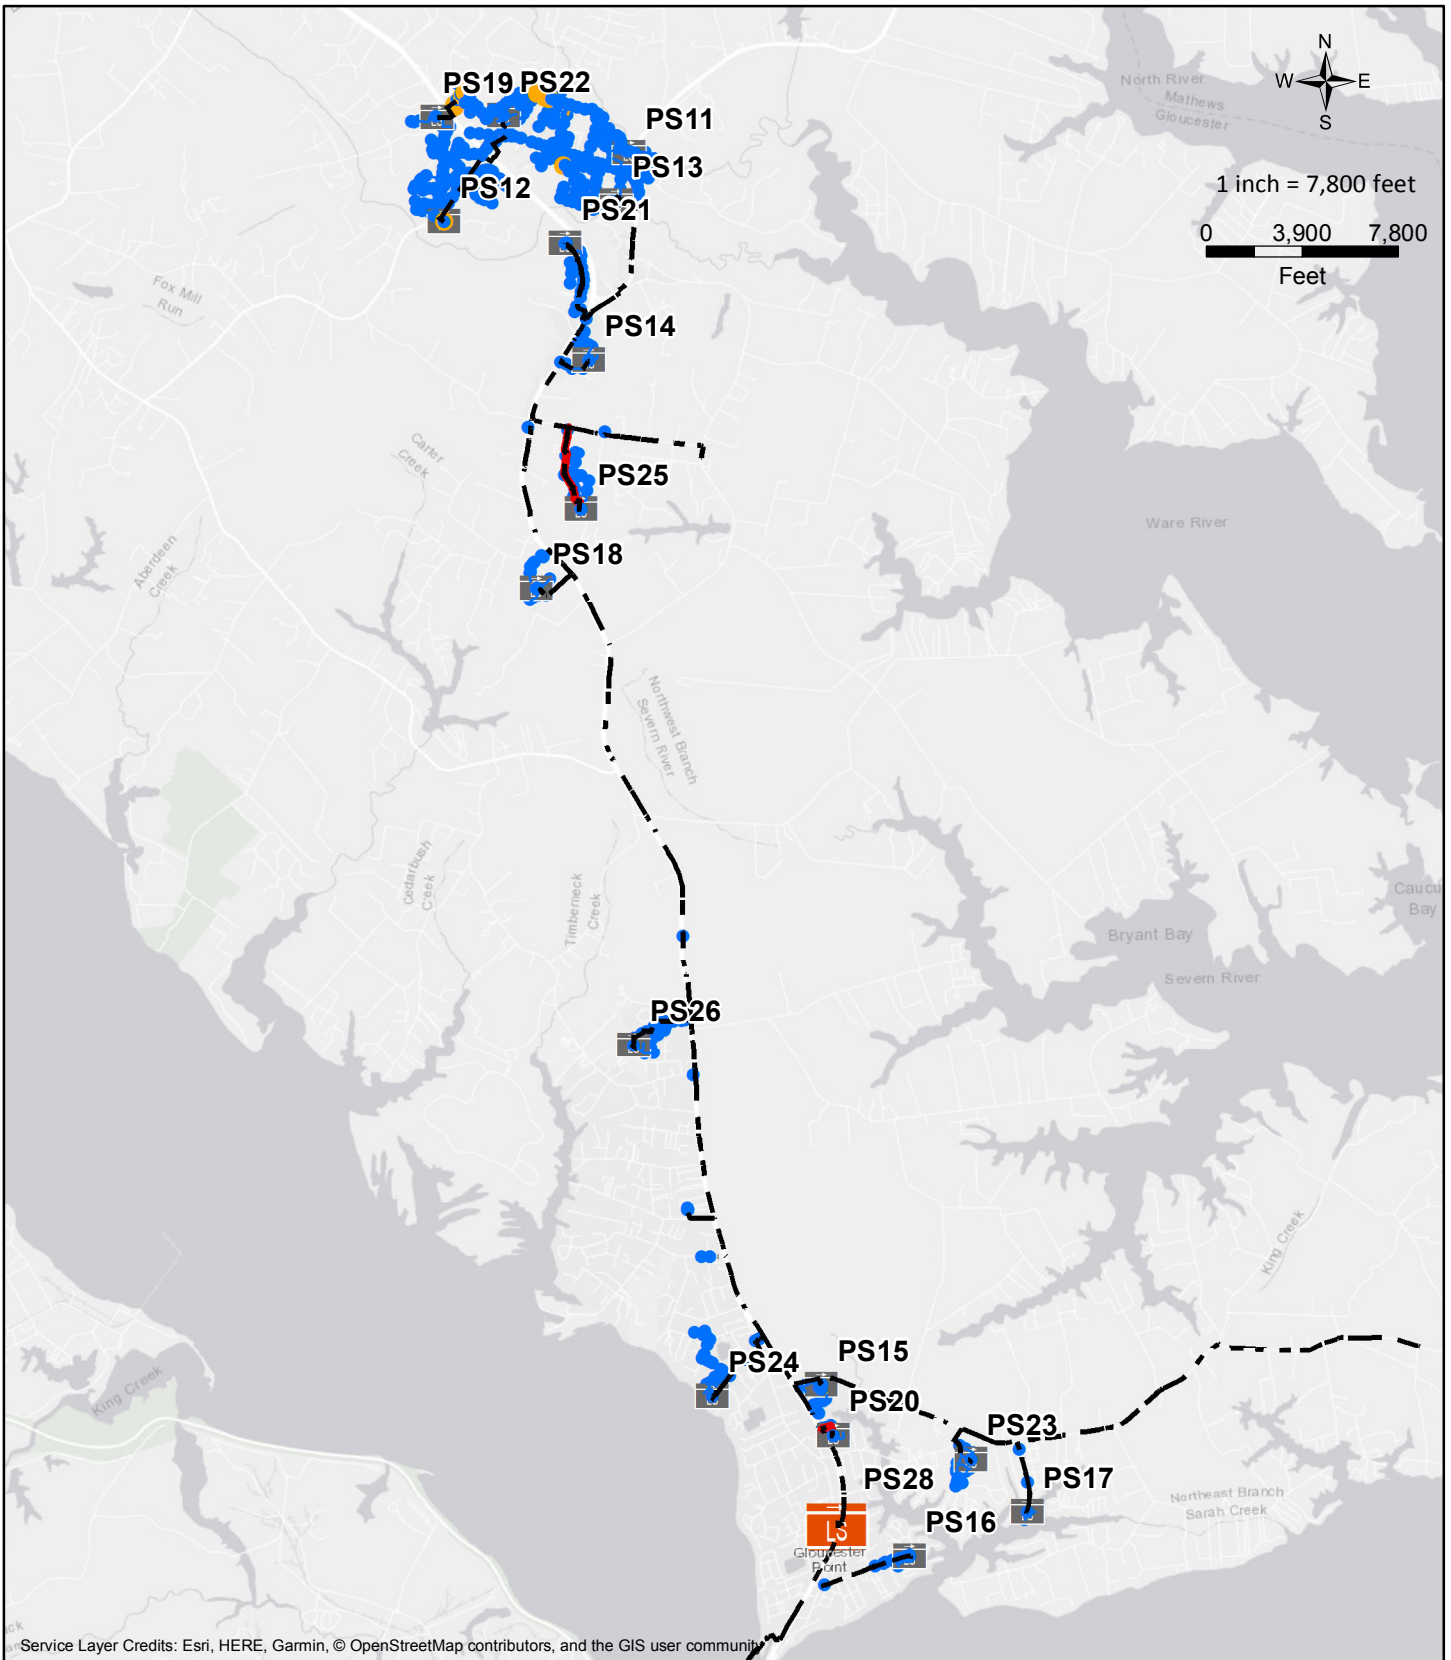 N
W E
S
North River
Mathews
Gloucester
1 inch = 7,800 feet
0 3,900 7,800
Feet
PS19 PS22
PS11
PS13
PS12
PS21
Fox Mill
Run
PS14
Carter
Creek
PS25
Ware River
Aberdeen
Creek
PS18
Northwest Branch
Severn River
Cedarbush
Creek
Timberneck
Creek
Bryant Bay
Severn River
PS26
King Creek
PS15
PS24
King Creek
PS20
PS23
PS28
PS17
Northeast Branch
Sarah Creek
PS16
LS
Gloucester
Point
Service Layer Credits: Esri, HERE, Garmin, © OpenStreetMap contributors, and the GIS user community